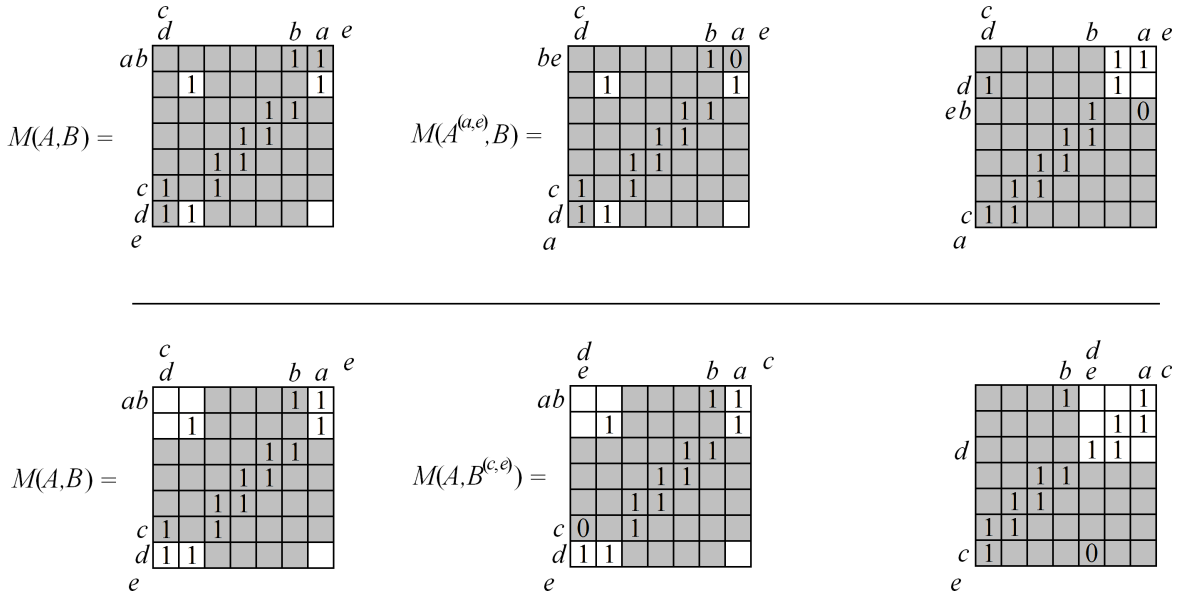 c
d b a e
ab 1 1
1 1
1 1
M(A,B) = 1 1
1 1
c 1 1
d 1 1
e
c
d b a e
be 1 0
1 1
1 1
M(A^(a,e),B) = 1 1
1 1
c 1 1
d 1 1
a
c
d b a e
1 1
d 1 1
eb 1 0
1 1
1 1
1 1
c 1 1
a
c
d b a e
ab 1 1
1 1
1 1
M(A,B) = 1 1
1 1
c 1 1
d 1 1
e
d
e b a c
ab 1 1
1 1
1 1
M(A,B^(c,e)) = 1 1
1 1
c 0 1
d 1 1
e
d
b e a c
1 1
1 1
d 1 1
1 1
1 1
1 1
c 1 0
e